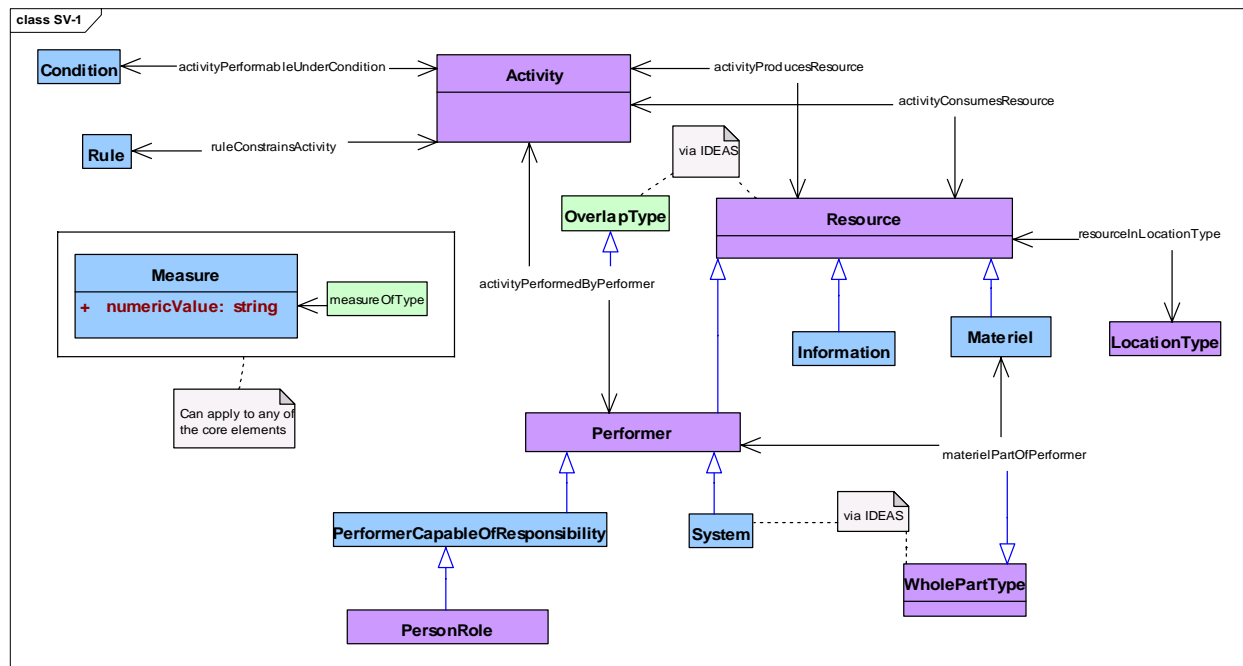 class SV-1
Condition
activityPerformableUnderCondition
Activity
activityProducesResource
activityConsumesResource
Rule
ruleConstrainsActivity
via IDEAS
OverlapType
Resource
resourceInLocationType
Measure
+ numericValue: string
measureOfType
activityPerformedByPerformer
Information
Materiel
LocationType
Can apply to any of
the core elements
Performer
materielPartOfPerformer
PerformerCapableOfResponsibility
System
via IDEAS
WholePartType
PersonRole